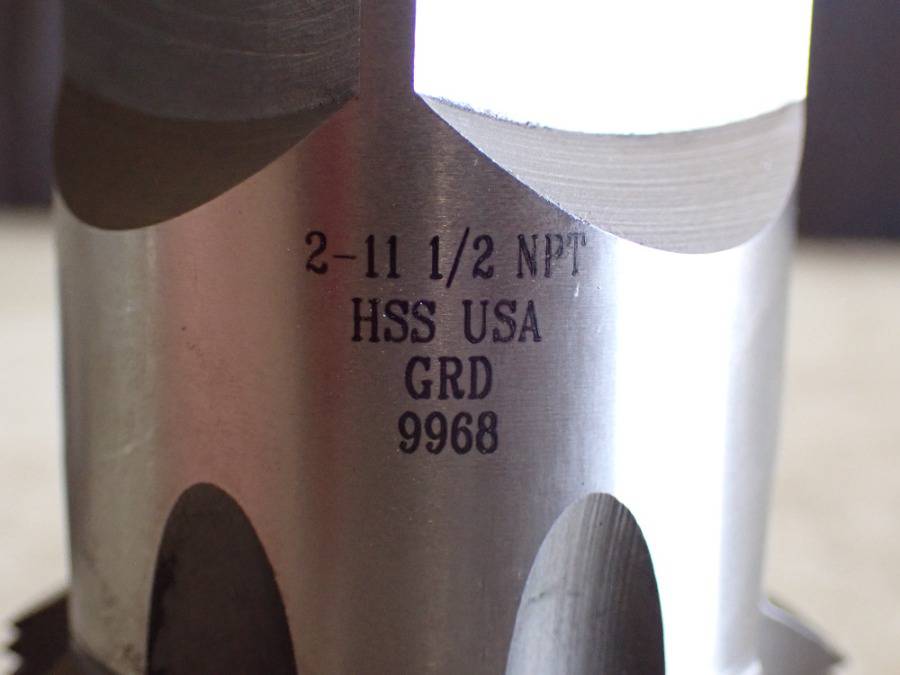 2-11 1/2 NPT
HSS USA
GRD
9968